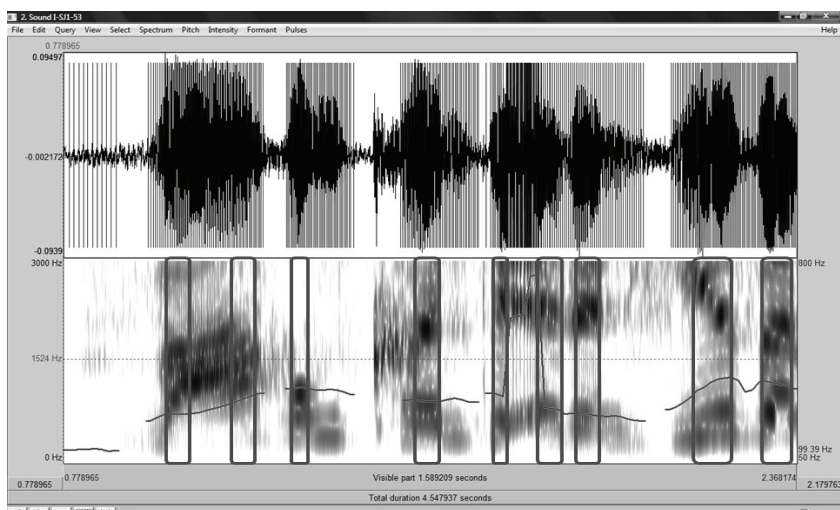 2. Sound I-SJ1-53
File Edit Query View Select Spectrum Pitch Intensity Formant Pulses Help
0.778965
0.09497
-0.002172
-0.0939
3000 Hz 800 Hz
1524 Hz
99.39 Hz
0 Hz 50 Hz
0.778965 Visible part 1.589209 seconds 2.368174
0.778965 2.179763
Total duration 4.547937 seconds